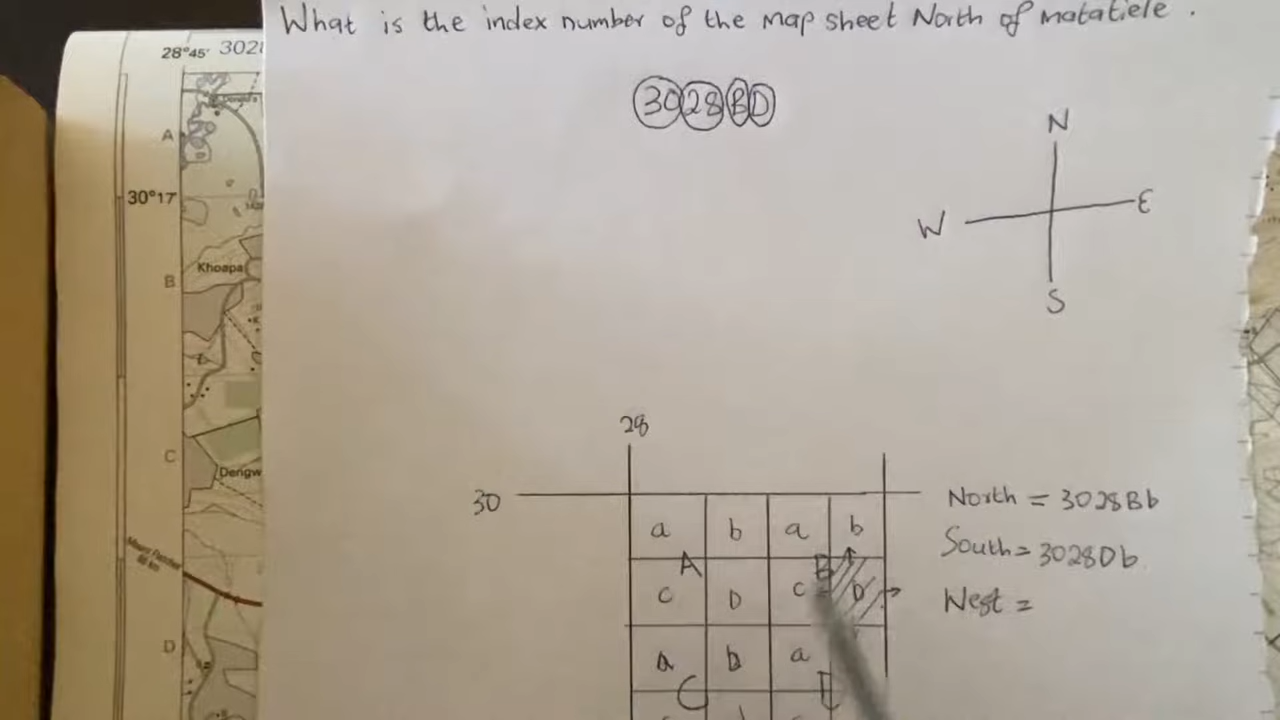 What is the index number of the map sheet North of matatiele .
28°45' 302
3028BD
A
N
30°17'
W E
Khoapa
B
S
28
C
Dengw
30
North = 3028Bb
a b a b
South = 3028Db
A B
c D c D
West =
D
a b a
C D